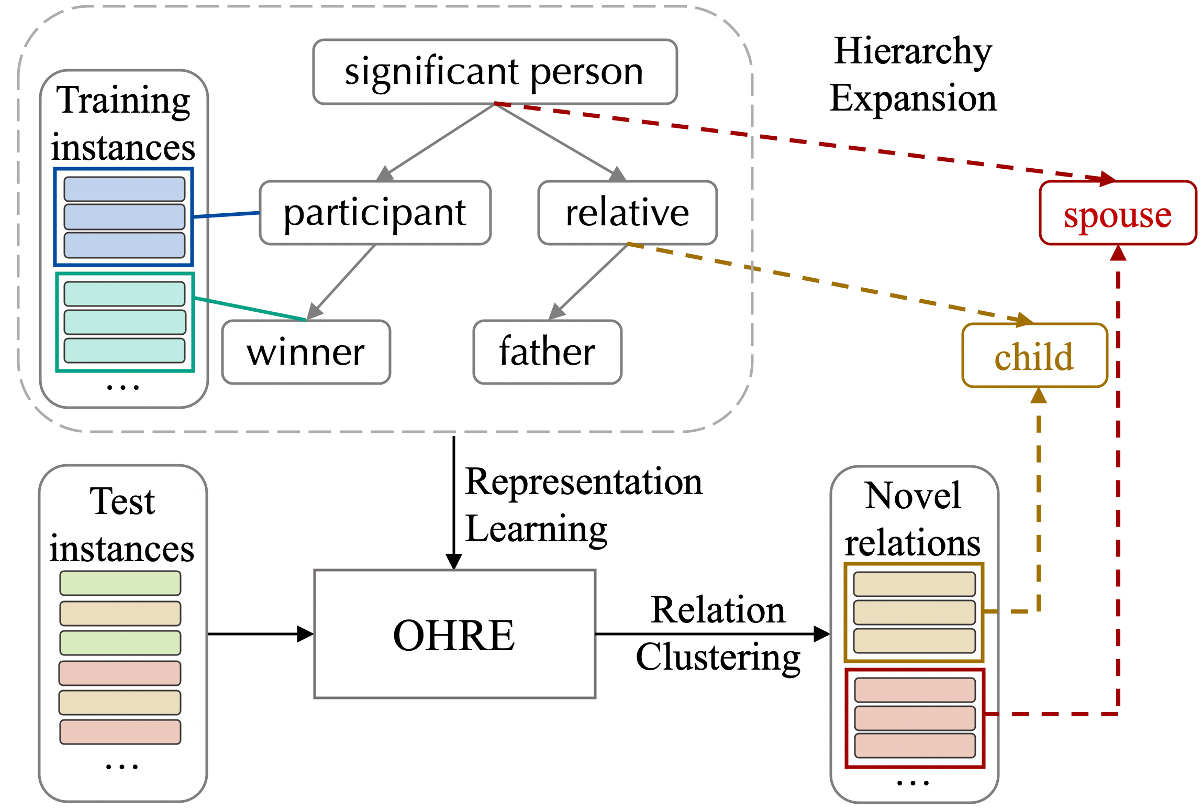 significant person
Hierarchy
Expansion
Training
instances
participant
relative
spouse
winner
father
child
...
Representation
Learning
Test
instances
Novel
relations
OHRE
Relation
Clustering
...
...